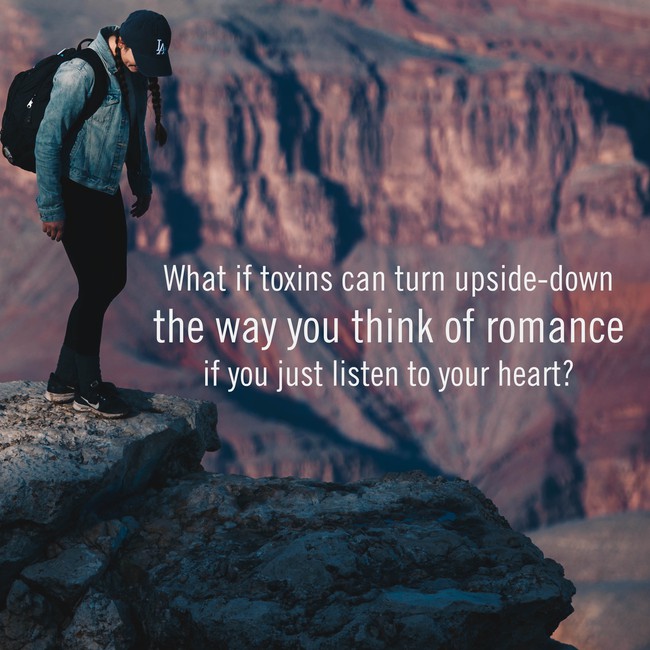 LA
What if toxins can turn upside-down
the way you think of romance
if you just listen to your heart?